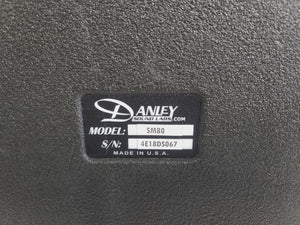 DANLEY
SOUND LABS.COM
MODEL: SM80
S/N: 4E18DS067
MADE IN U.S.A.